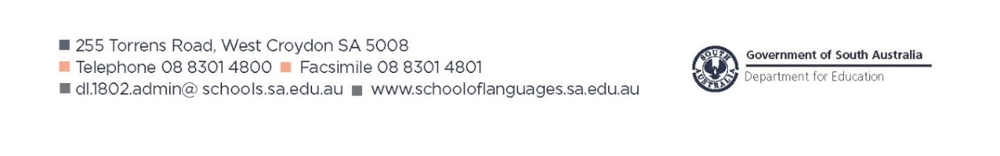 255 Torrens Road, West Croydon SA 5008
Telephone 08 8301 4800 Facsimile 08 8301 4801
dl.1802.admin@ schools.sa.edu.au www.schooloflanguages.sa.edu.au
SOUTH AUSTRALIA
Government of South Australia
Department for Education